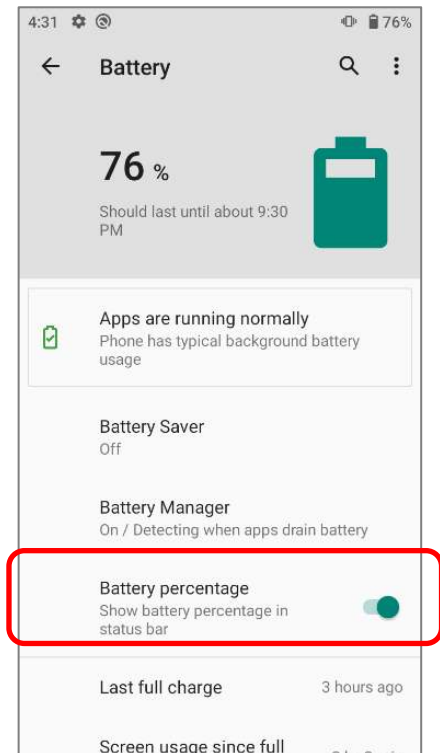 4:31 76%
Battery
76 %
Should last until about 9:30
PM
Apps are running normally
Phone has typical background battery
usage
Battery Saver
Off
Battery Manager
On / Detecting when apps drain battery
Battery percentage
Show battery percentage in
status bar
Last full charge 3 hours ago
Screen usage since full